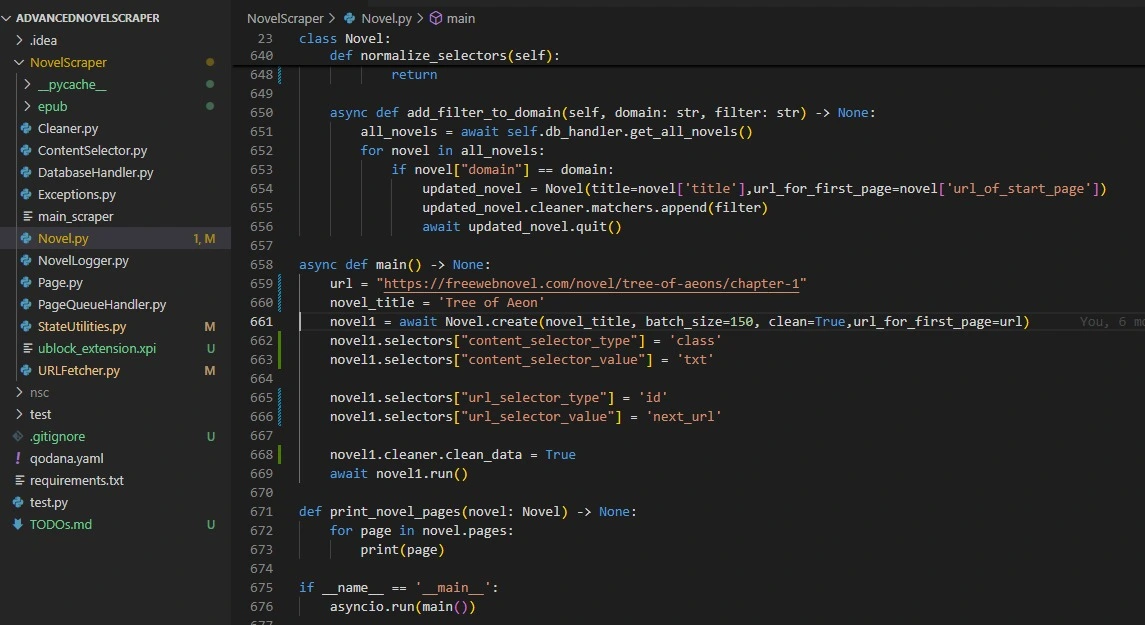 ADVANCEDNOVELSCRAPER
.idea
NovelScraper
__pycache__
epub
Cleaner.py
ContentSelector.py
DatabaseHandler.py
Exceptions.py
main_scraper
Novel.py 1, M
NovelLogger.py
Page.py
PageQueueHandler.py
StateUtilities.py M
ublock_extension.xpi U
URLFetcher.py M
nsc
test
.gitignore U
qodana.yaml
requirements.txt
test.py
TODOs.md U
NovelScraper > Novel.py > main
23 class Novel:
640     def normalize_selectors(self):
648             return
649
650     async def add_filter_to_domain(self, domain: str, filter: str) -> None:
651         all_novels = await self.db_handler.get_all_novels()
652         for novel in all_novels:
653             if novel["domain"] == domain:
654                 updated_novel = Novel(title=novel['title'],url_for_first_page=novel['url_of_start_page'])
655                 updated_novel.cleaner.matchers.append(filter)
656                 await updated_novel.quit()
657
658 async def main() -> None:
659     url = "https://freewebnovel.com/novel/tree-of-aeons/chapter-1"
660     novel_title = 'Tree of Aeon'
661     novel1 = await Novel.create(novel_title, batch_size=150, clean=True,url_for_first_page=url) You, 6 mo
662     novel1.selectors["content_selector_type"] = 'class'
663     novel1.selectors["content_selector_value"] = 'txt'
664
665     novel1.selectors["url_selector_type"] = 'id'
666     novel1.selectors["url_selector_value"] = 'next_url'
667
668     novel1.cleaner.clean_data = True
669     await novel1.run()
670
671 def print_novel_pages(novel: Novel) -> None:
672     for page in novel.pages:
673         print(page)
674
675 if __name__ == '__main__':
676     asyncio.run(main())
677